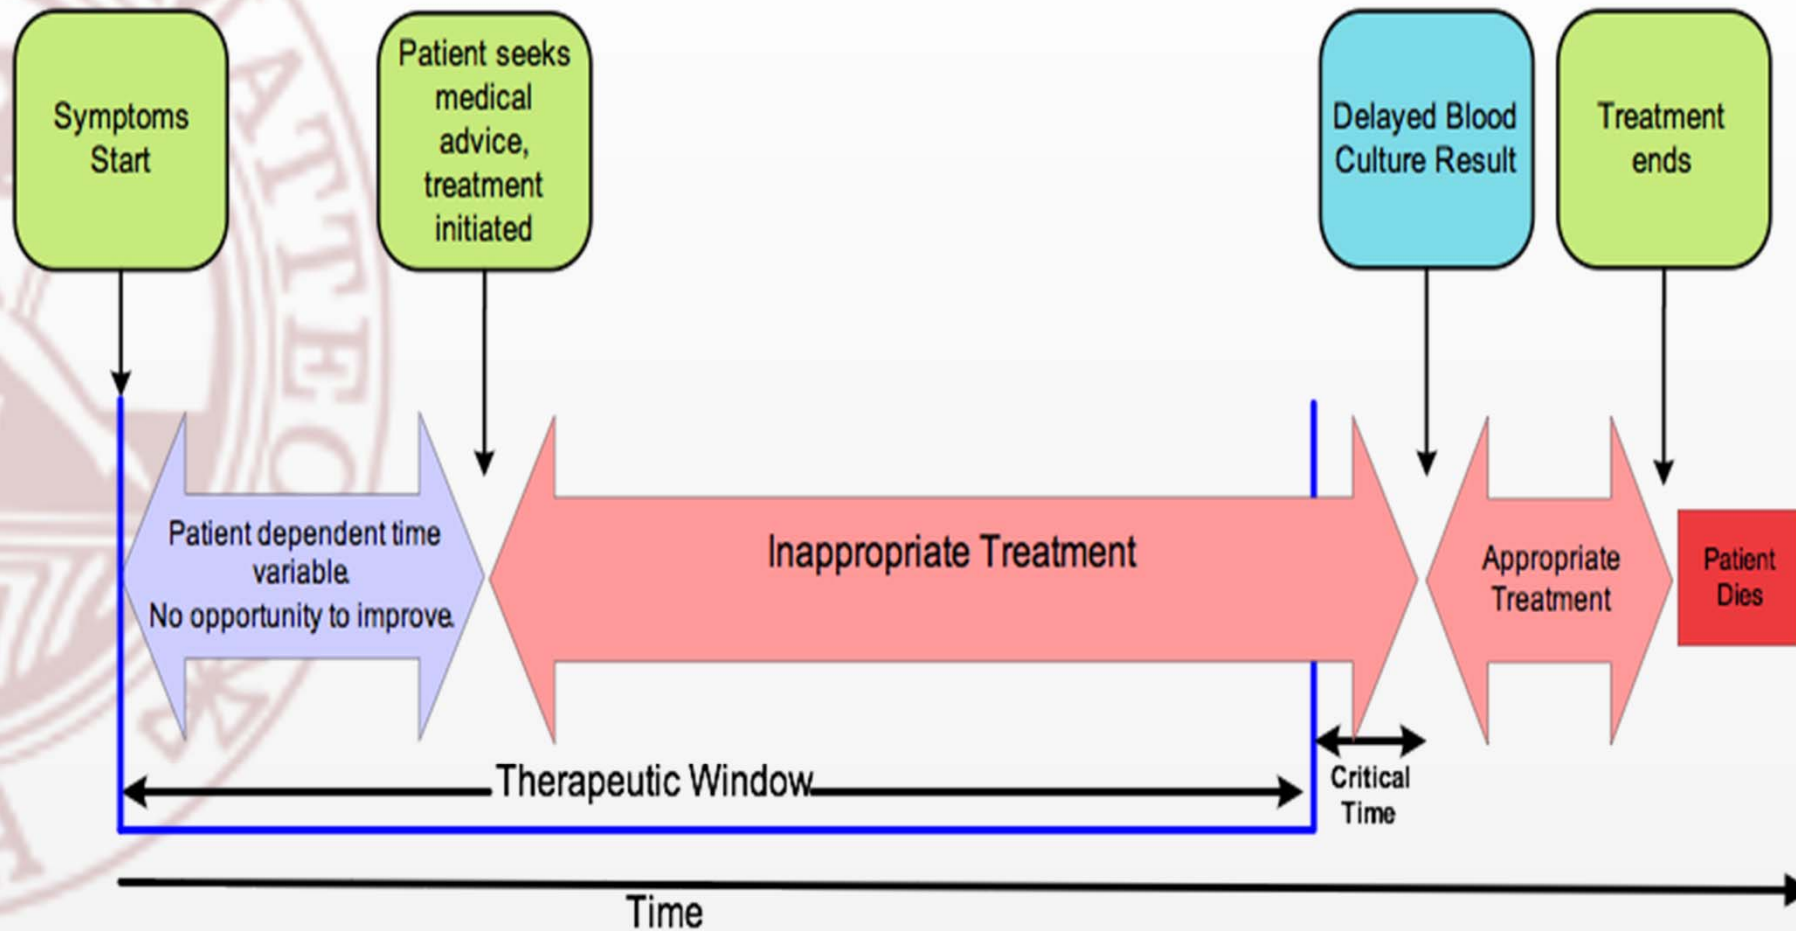 Symptoms
Start
Patient seeks
medical
advice,
treatment
initiated
Delayed Blood
Culture Result
Treatment
ends
Patient dependent time
variable.
No opportunity to improve.
Inappropriate Treatment
Appropriate
Treatment
Patient
Dies
Therapeutic Window
Critical
Time
Time
ATTEO